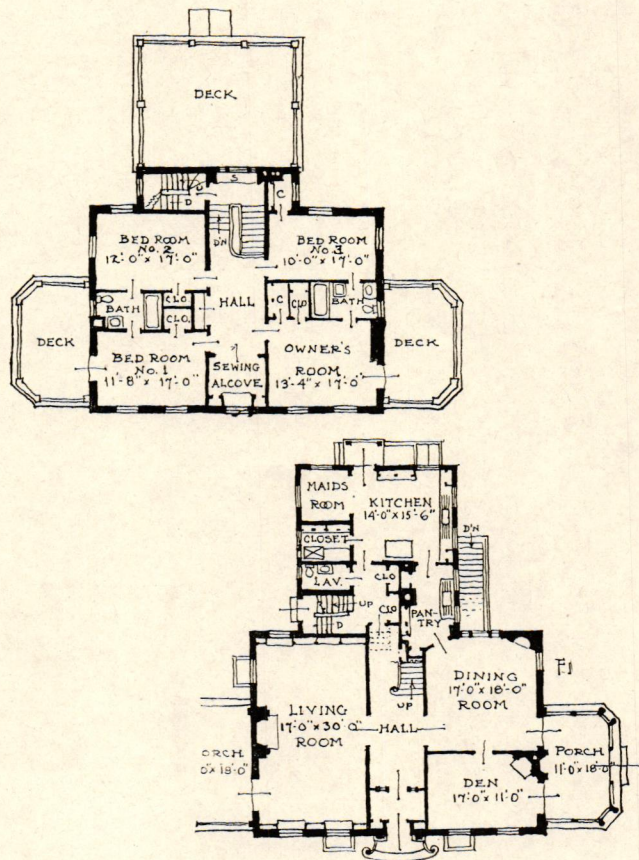 DECK
S
U
D
C
D'N
BED ROOM
No. 2
12'-0" x 17'-0"
BED ROOM
No. 3
10'-0" x 17'-0"
CLO
C
CLO
BATH
BATH
HALL
CLO.
DECK
DECK
BED ROOM
No. 1
11'-8" x 17'-0"
SEWING
ALCOVE
OWNER'S
ROOM
13'-4" x 17'-0"
MAIDS
ROOM
KITCHEN
14'-0" x 15'-6"
D'N
CLOSET
LAV.
CLO
UP
CLO
D
PAN-
TRY
UP
DINING
17'-0" x 18'-0"
ROOM
LIVING
17'-0" x 30'-0"
ROOM
HALL
ORCH
0" x 18'-0"
PORCH
11'-0" x 18'-0"
DEN
17'-0" x 11'-0"